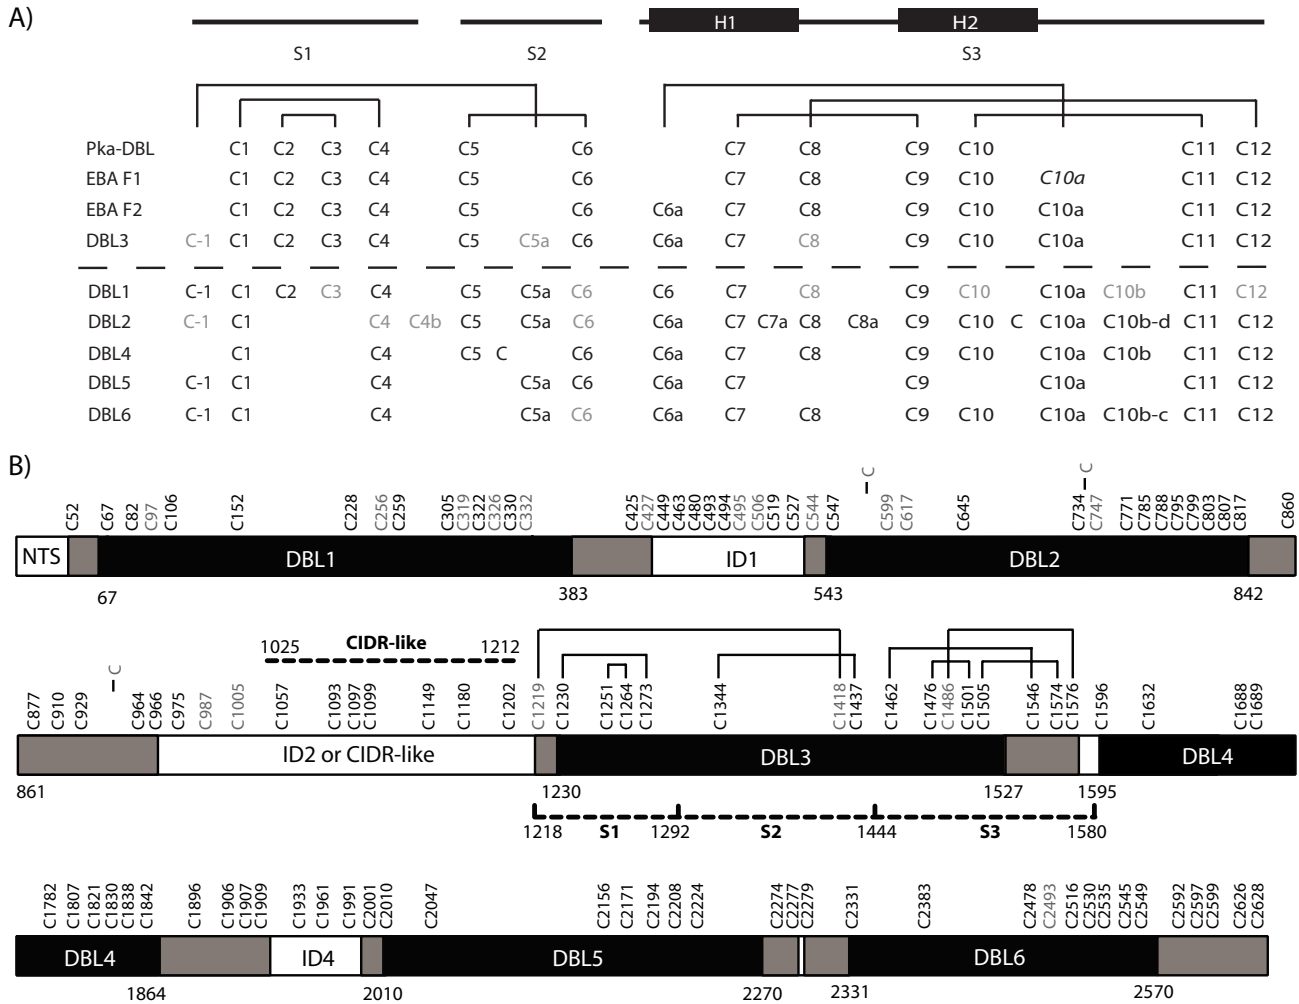 A)
H1 H2
S1 S2 S3
Pka-DBL C1 C2 C3 C4 C5 C6 C7 C8 C9 C10 C11 C12
EBA F1 C1 C2 C3 C4 C5 C6 C7 C8 C9 C10 C10a C11 C12
EBA F2 C1 C2 C3 C4 C5 C6 C6a C7 C8 C9 C10 C10a C11 C12
DBL3 C-1 C1 C2 C3 C4 C5 C5a C6 C6a C7 C8 C9 C10 C10a C11 C12
DBL1 C-1 C1 C2 C3 C4 C5 C5a C6 C6 C7 C8 C9 C10 C10a C10b C11 C12
DBL2 C-1 C1 C4 C4b C5 C5a C6 C6a C7 C7a C8 C8a C9 C10 C C10a C10b-d C11 C12
DBL4 C1 C4 C5 C C6 C6a C7 C8 C9 C10 C10a C10b C11 C12
DBL5 C-1 C1 C4 C5a C6 C6a C7 C9 C10a C11 C12
DBL6 C-1 C1 C4 C5a C6 C6a C7 C8 C9 C10 C10a C10b-c C11 C12
B)
C C
C52 C67 C82 C97 C106 C152 C228 C256 C259 C305 C319 C322 C326 C330 C332 C425 C427 C449 C463 C480 C493 C494 C495 C506 C519 C527 C544 C547 C599 C617 C645 C734 C747 C771 C785 C788 C795 C799 C803 C807 C817 C860
NTS DBL1 ID1 DBL2
67 383 543 842
1025 CIDR-like 1212
C
C877 C910 C929 C964 C966 C975 C987 C1005 C1057 C1093 C1097 C1099 C1149 C1180 C1202 C1219 C1230 C1251 C1264 C1273 C1344 C1418 C1437 C1462 C1476 C1486 C1501 C1505 C1546 C1574 C1576 C1596 C1632 C1688 C1689
ID2 or CIDR-like DBL3 DBL4
861 1230 1527 1595
1218 S1 1292 S2 1444 S3 1580
C1782 C1807 C1821 C1830 C1838 C1842 C1896 C1906 C1907 C1909 C1933 C1961 C1991 C2001 C2010 C2047 C2156 C2171 C2194 C2208 C2224 C2274 C2277 C2279 C2331 C2383 C2478 C2493 C2516 C2530 C2535 C2545 C2549 C2592 C2597 C2599 C2626 C2628
DBL4 ID4 DBL5 DBL6
1864 2010 2270 2331 2570